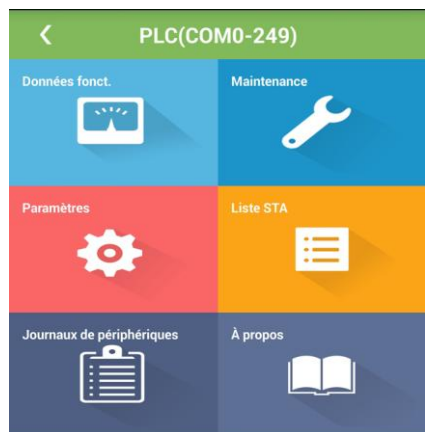 PLC(COM0-249)
Données fonct.
Maintenance
Paramètres
Liste STA
Journaux de périphériques
À propos